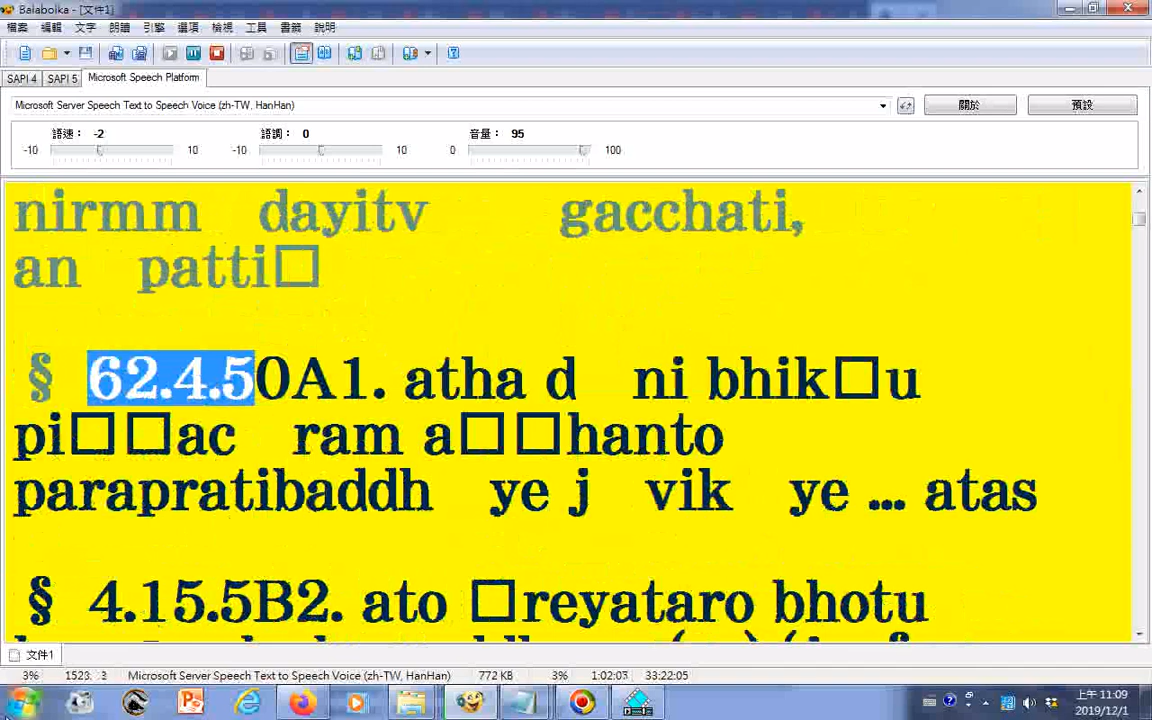 Balabolka - [文件1]
檔案 編輯 文字 朗讀 引擎 選項 檢視 工具 書籤 說明
SAPI 4 SAPI 5 Microsoft Speech Platform
Microsoft Server Speech Text to Speech Voice (zh-TW, HanHan)
關於 預設
語速： -2 語調： 0 音量： 95
-10 10 -10 10 0 100
nirmm dayitv gacchati,
an patti□
§ 62.4.50A1. atha d ni bhik□u
pi□□ac ram a□□hanto
parapratibaddh ye j vik ye ... atas
§ 4.15.5B2. ato □reyataro bhotu
文件1
3% Microsoft Server Speech Text to Speech Voice (zh-TW, HanHan) 772 KB 3% 1:02:03 33:22:05
上午 11:09
2019/12/1